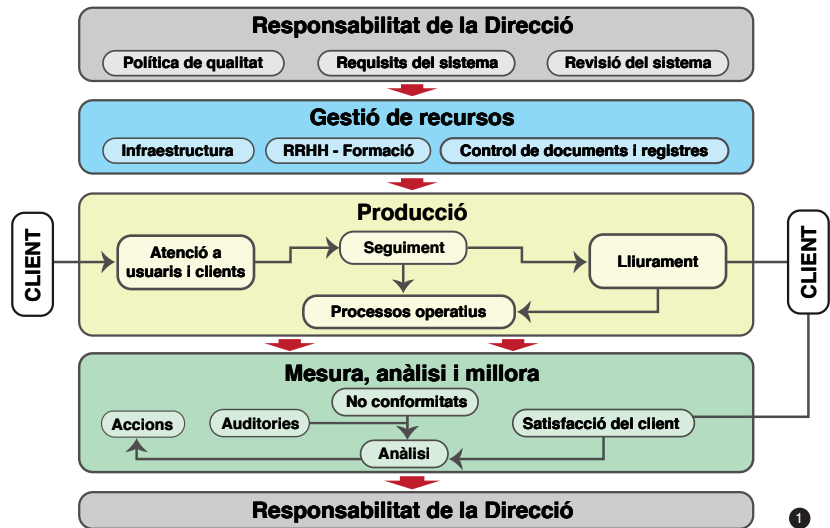 Responsabilitat de la Direcció
Política de qualitat
Requisits del sistema
Revisió del sistema
Gestió de recursos
Infraestructura
RRHH - Formació
Control de documents i registres
Producció
CLIENT
Atenció a
usuaris i clients
Seguiment
Lliurament
CLIENT
Processos operatius
Mesura, anàlisi i millora
No conformitats
Accions
Auditories
Satisfacció del client
Anàlisi
Responsabilitat de la Direcció
1